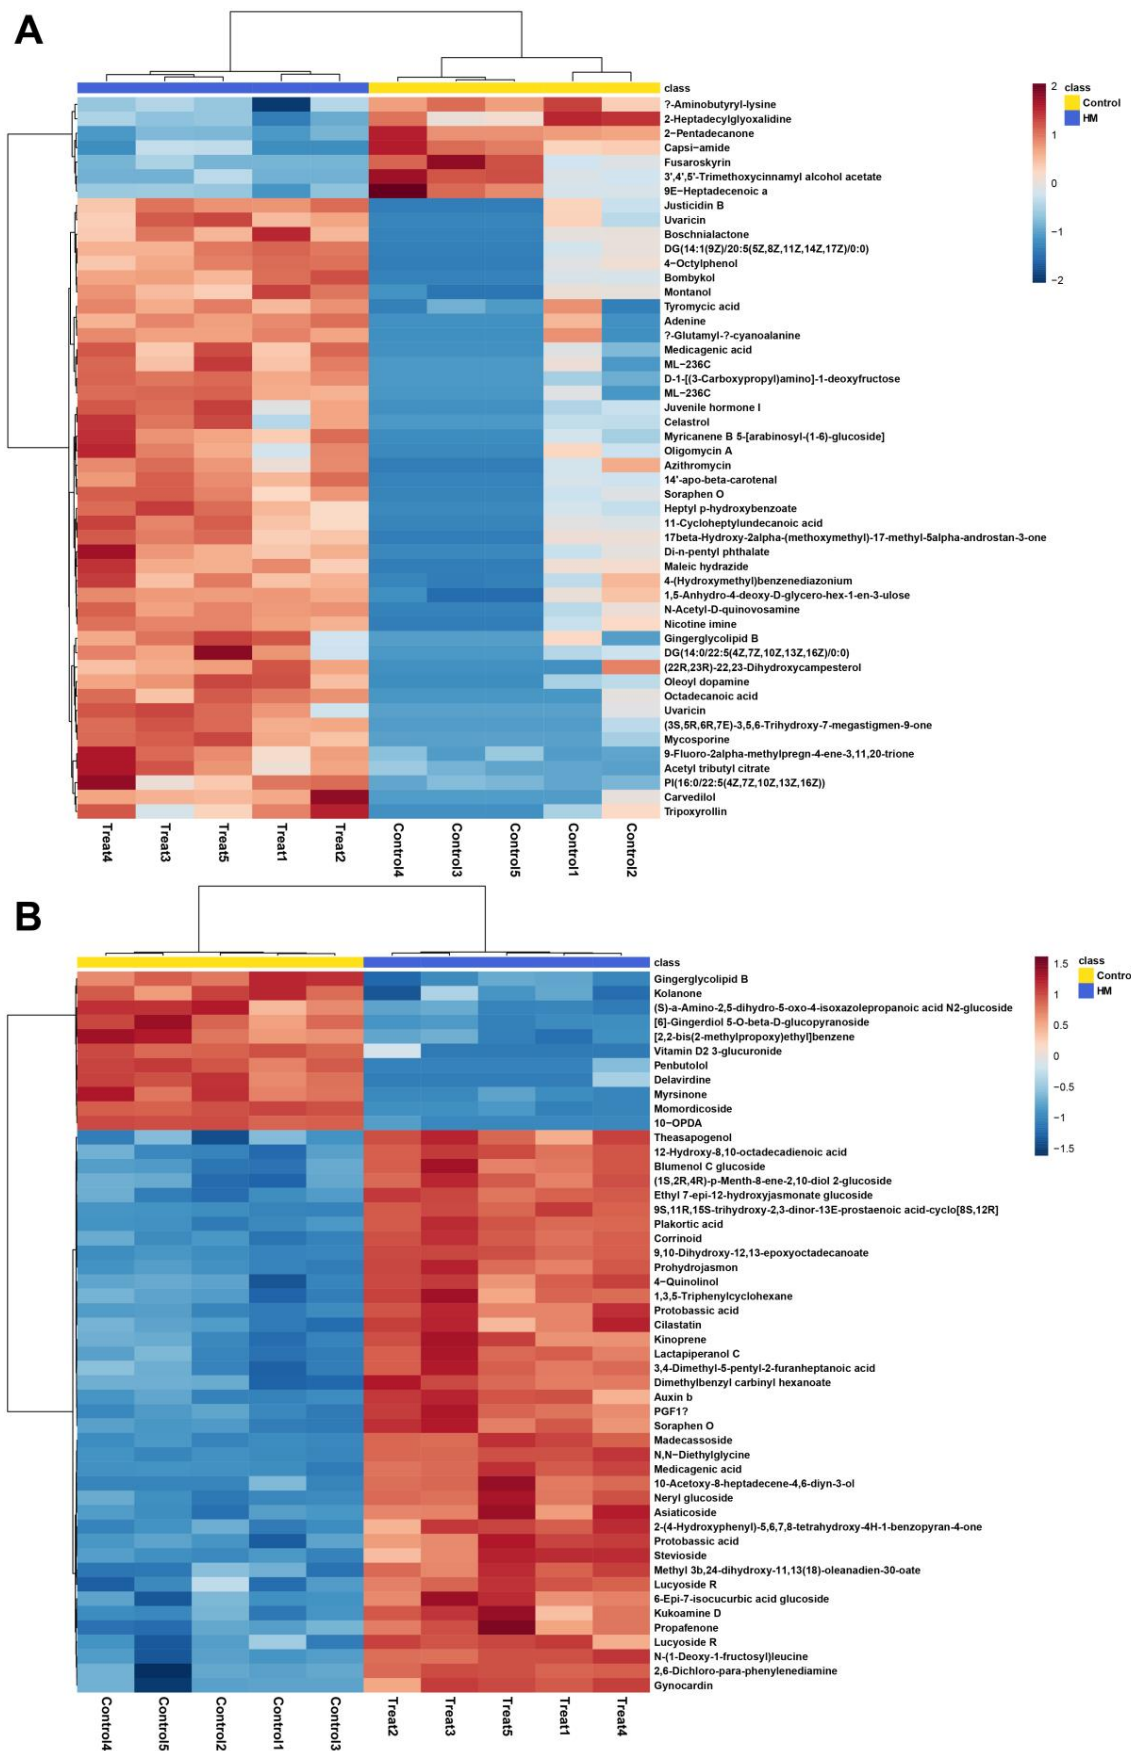 A
class
?-Aminobutyryl-lysine
2-Heptadecylglyoxalidine
2-Pentadecanone
Capsi-amide
Fusaroskyrin
3',4',5'-Trimethoxycinnamyl alcohol acetate
9E-Heptadecenoic a
Justicidin B
Uvaricin
Boschnialactone
DG(14:1(9Z)/20:5(5Z,8Z,11Z,14Z,17Z)/0:0)
4-Octylphenol
Bombykol
Montanol
Tyromycic acid
Adenine
?-Glutamyl-?-cyanoalanine
Medicagenic acid
ML-236C
D-1-[(3-Carboxypropyl)amino]-1-deoxyfructose
ML-236C
Juvenile hormone I
Celastrol
Myricanene B 5-[arabinosyl-(1-6)-glucoside]
Oligomycin A
Azithromycin
14'-apo-beta-carotenal
Soraphen O
Heptyl p-hydroxybenzoate
11-Cycloheptylundecanoic acid
17beta-Hydroxy-2alpha-(methoxymethyl)-17-methyl-5alpha-androstan-3-one
Di-n-pentyl phthalate
Maleic hydrazide
4-(Hydroxymethyl)benzenediazonium
1,5-Anhydro-4-deoxy-D-glycero-hex-1-en-3-ulose
N-Acetyl-D-quinovosamine
Nicotine imine
Gingerglycolipid B
DG(14:0/22:5(4Z,7Z,10Z,13Z,16Z)/0:0)
(22R,23R)-22,23-Dihydroxycampesterol
Oleoyl dopamine
Octadecanoic acid
Uvaricin
(3S,5R,6R,7E)-3,5,6-Trihydroxy-7-megastigmen-9-one
Mycosporine
9-Fluoro-2alpha-methylpregn-4-ene-3,11,20-trione
Acetyl tributyl citrate
PI(16:0/22:5(4Z,7Z,10Z,13Z,16Z))
Carvedilol
Tripoxyrollin
Treat4 Treat3 Treat5 Treat1 Treat2 Control4 Control3 Control5 Control1 Control2
2
1
0
−1
−2
class
Control
HM
B
class
Gingerglycolipid B
Kolanone
(S)-a-Amino-2,5-dihydro-5-oxo-4-isoxazolepropanoic acid N2-glucoside
[6]-Gingerdiol 5-O-beta-D-glucopyranoside
[2,2-bis(2-methylpropoxy)ethyl]benzene
Vitamin D2 3-glucuronide
Penbutolol
Delavirdine
Myrsinone
Momordicoside
10−OPDA
Theasapogenol
12-Hydroxy-8,10-octadecadienoic acid
Blumenol C glucoside
(1S,2R,4R)-p-Menth-8-ene-2,10-diol 2-glucoside
Ethyl 7-epi-12-hydroxyjasmonate glucoside
9S,11R,15S-trihydroxy-2,3-dinor-13E-prostaenoic acid-cyclo[8S,12R]
Plakortic acid
Corrinoid
9,10-Dihydroxy-12,13-epoxyoctadecanoate
Prohydrojasmon
4−Quinolinol
1,3,5-Triphenylcyclohexane
Protobassic acid
Cilastatin
Kinoprene
Lactapiperanol C
3,4-Dimethyl-5-pentyl-2-furanheptanoic acid
Dimethylbenzyl carbinyl hexanoate
Auxin b
PGF1?
Soraphen O
Madecassoside
N,N−Diethylglycine
Medicagenic acid
10-Acetoxy-8-heptadecene-4,6-diyn-3-ol
Neryl glucoside
Asiaticoside
2-(4-Hydroxyphenyl)-5,6,7,8-tetrahydroxy-4H-1-benzopyran-4-one
Protobassic acid
Stevioside
Methyl 3b,24-dihydroxy-11,13(18)-oleanadien-30-oate
Lucyoside R
6-Epi-7-isocucurbic acid glucoside
Kukoamine D
Propafenone
Lucyoside R
N-(1-Deoxy-1-fructosyl)leucine
2,6-Dichloro-para-phenylenediamine
Gynocardin
Control4 Control5 Control2 Control1 Control3 Treat2 Treat3 Treat5 Treat1 Treat4
1.5
1
0.5
0
−0.5
−1
−1.5
class
Contro
HM